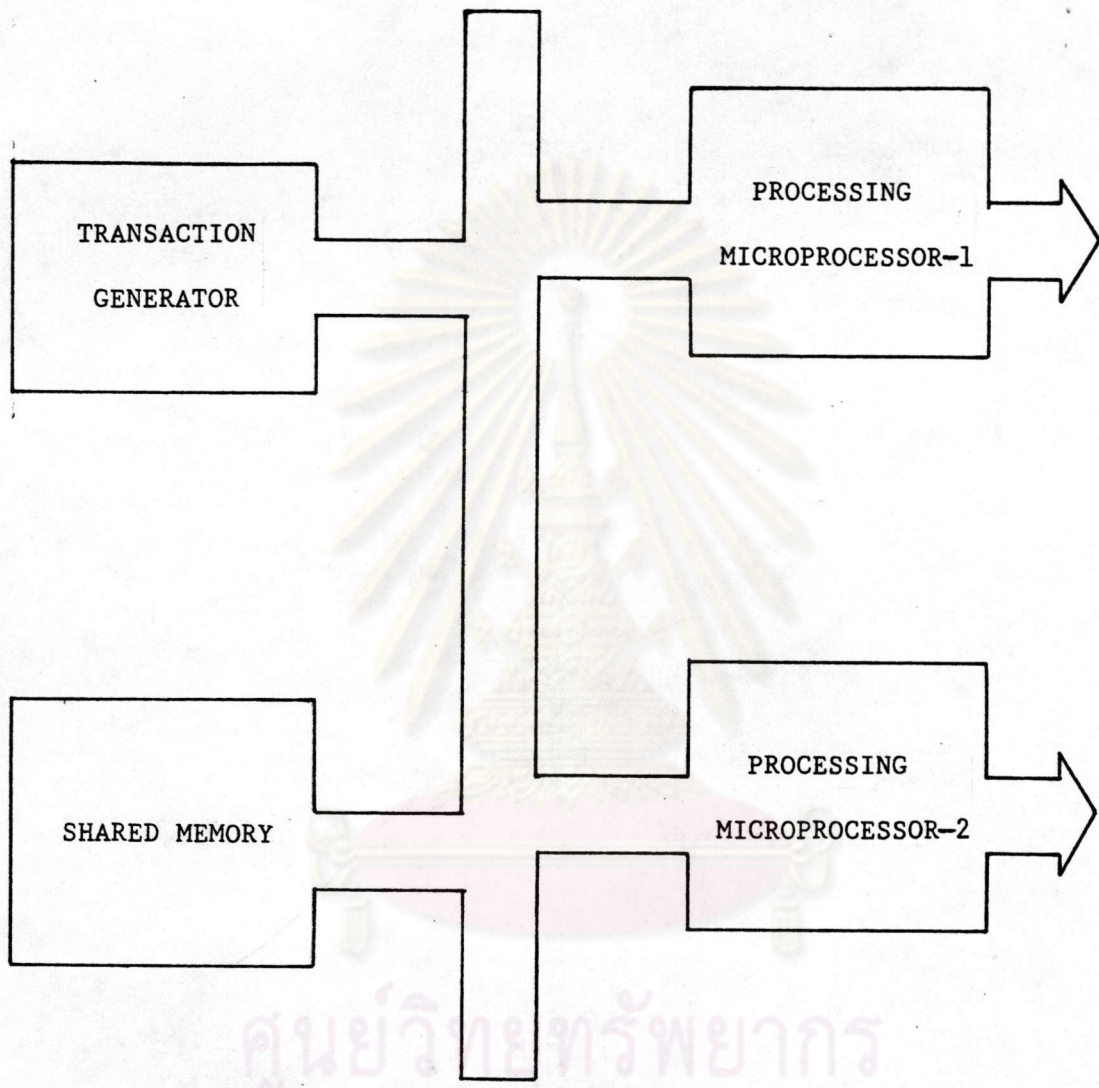 TRANSACTION
GENERATOR
PROCESSING
MICROPROCESSOR-1
SHARED MEMORY
PROCESSING
MICROPROCESSOR-2
ศูนย์วิทยทรัพยากร